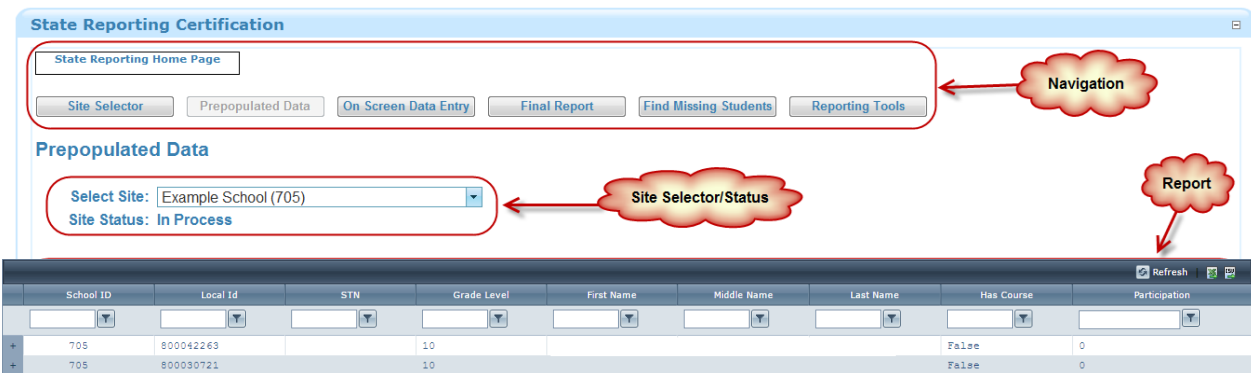 State Reporting Certification
State Reporting Home Page
Navigation
Site Selector Prepopulated Data On Screen Data Entry Final Report Find Missing Students Reporting Tools
Prepopulated Data
Select Site: Example School (705)
Site Selector/Status
Report
Site Status: In Process
Refresh
School ID Local Id STN Grade Level First Name Middle Name Last Name Has Course Participation
+ 705 800042263 10 False 0
+ 705 800030721 10 False 0